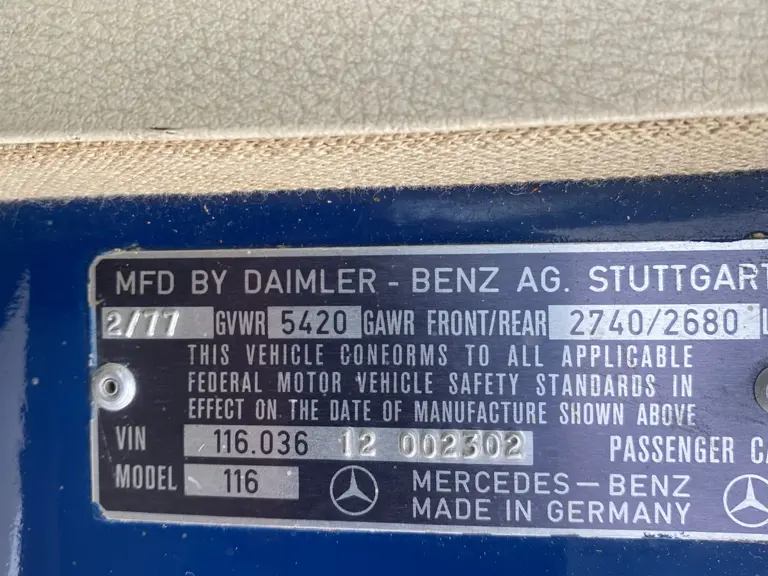 MFD BY DAIMLER - BENZ AG. STUTTGART
2/77 GVWR 5420 GAWR FRONT/REAR 2740/2680
THIS VEHICLE CONFORMS TO ALL APPLICABLE
FEDERAL MOTOR VEHICLE SAFETY STANDARDS IN
EFFECT ON THE DATE OF MANUFACTURE SHOWN ABOVE
VIN 116.036 12 002302 PASSENGER
MODEL 116 MERCEDES-BENZ
MADE IN GERMANY